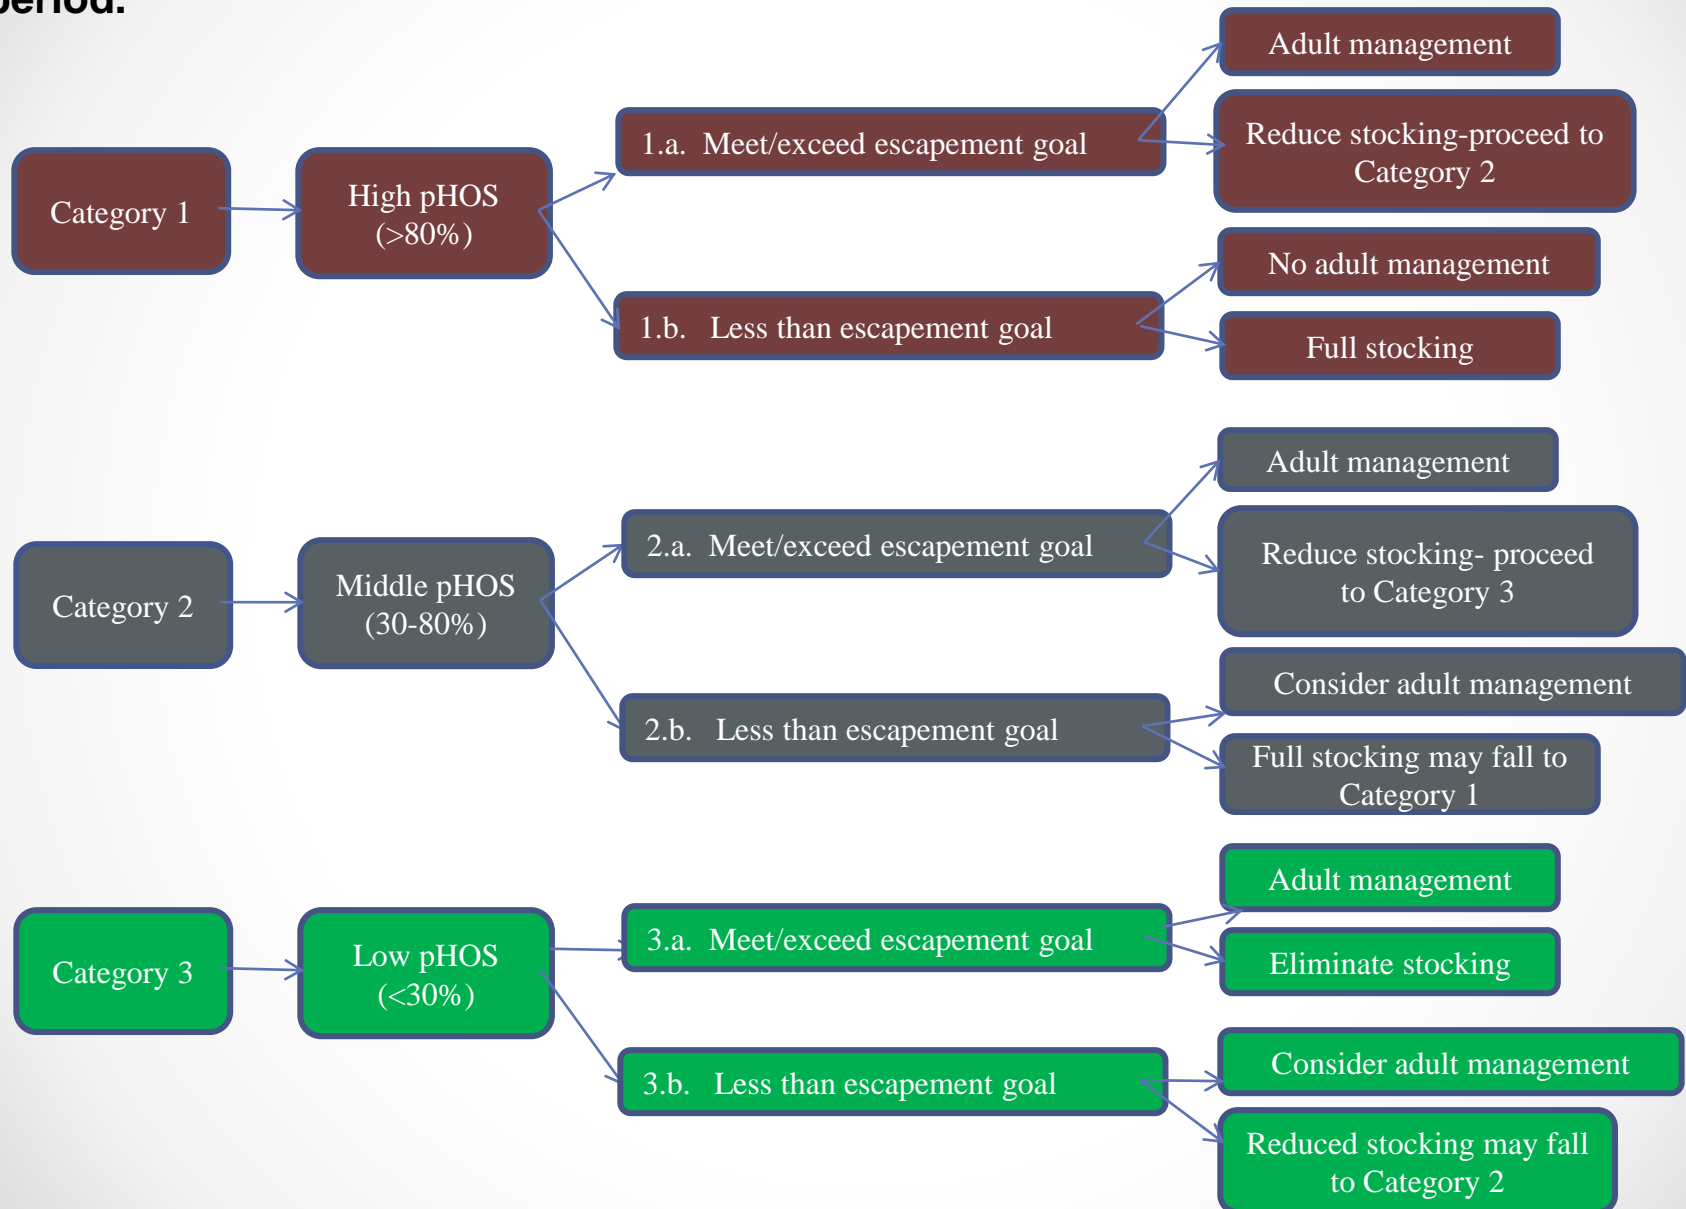 period.
Category 1
High pHOS
(>80%)
1.a. Meet/exceed escapement goal
Adult management
Reduce stocking-proceed to
Category 2
1.b. Less than escapement goal
No adult management
Full stocking
Category 2
Middle pHOS
(30-80%)
2.a. Meet/exceed escapement goal
Adult management
Reduce stocking- proceed
to Category 3
2.b. Less than escapement goal
Consider adult management
Full stocking may fall to
Category 1
Category 3
Low pHOS
(<30%)
3.a. Meet/exceed escapement goal
Adult management
Eliminate stocking
3.b. Less than escapement goal
Consider adult management
Reduced stocking may fall
to Category 2